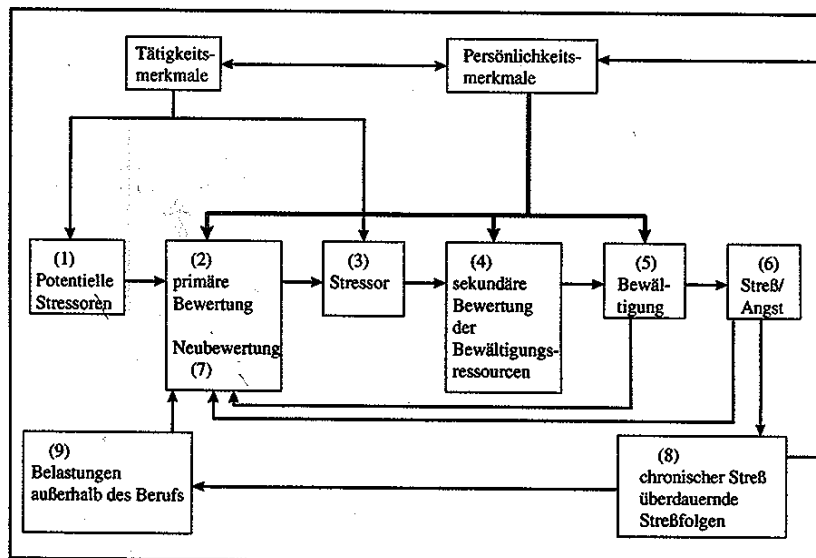 Tätigkeits-
merkmale
Persönlichkeits-
merkmale
(1)
Potentielle
Stressoren
(2)
primäre
Bewertung
Neubewertung
(7)
(3)
Stressor
(4)
sekundäre
Bewertung
der
Bewältigungs-
ressourcen
(5)
Bewäl-
tigung
(6)
Streß/
Angst
(9)
Belastungen
außerhalb des Berufs
(8)
chronischer Streß
überdauernde
Streßfolgen